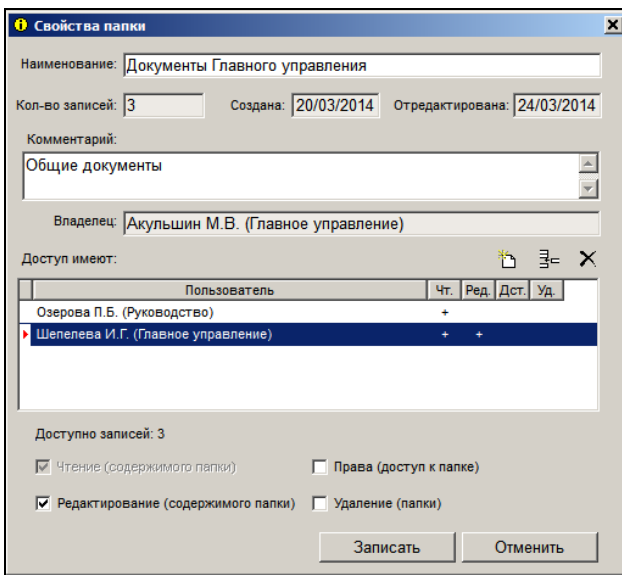 Свойства папки
Наименование: Документы Главного управления
Кол-во записей: 3 Создана: 20/03/2014 Отредактирована: 24/03/2014
Комментарий:
Общие документы
Владелец: Акульшин М.В. (Главное управление)
Доступ имеют:
Пользователь Чт. Ред. Дст. Уд.
Озерова П.Б. (Руководство) +
Шепелева И.Г. (Главное управление) + +
Доступно записей: 3
Чтение (содержимого папки) Права (доступ к папке)
Редактирование (содержимого папки) Удаление (папки)
Записать Отменить